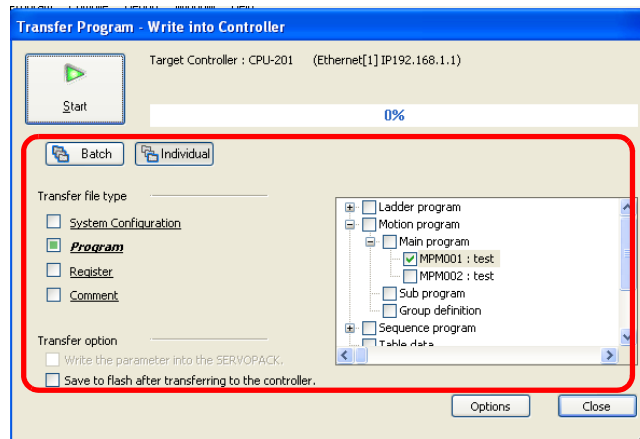 Transfer Program - Write into Controller
Target Controller : CPU-201 (Ethernet[1] IP192.168.1.1)
Start
0%
Batch
Individual
Transfer file type
System Configuration
Program
Register
Comment
Ladder program
Motion program
Main program
MPM001 : test
MPM002 : test
Sub program
Group definition
Sequence program
Table data
Transfer option
Write the parameter into the SERVOPACK.
Save to flash after transferring to the controller.
Options
Close